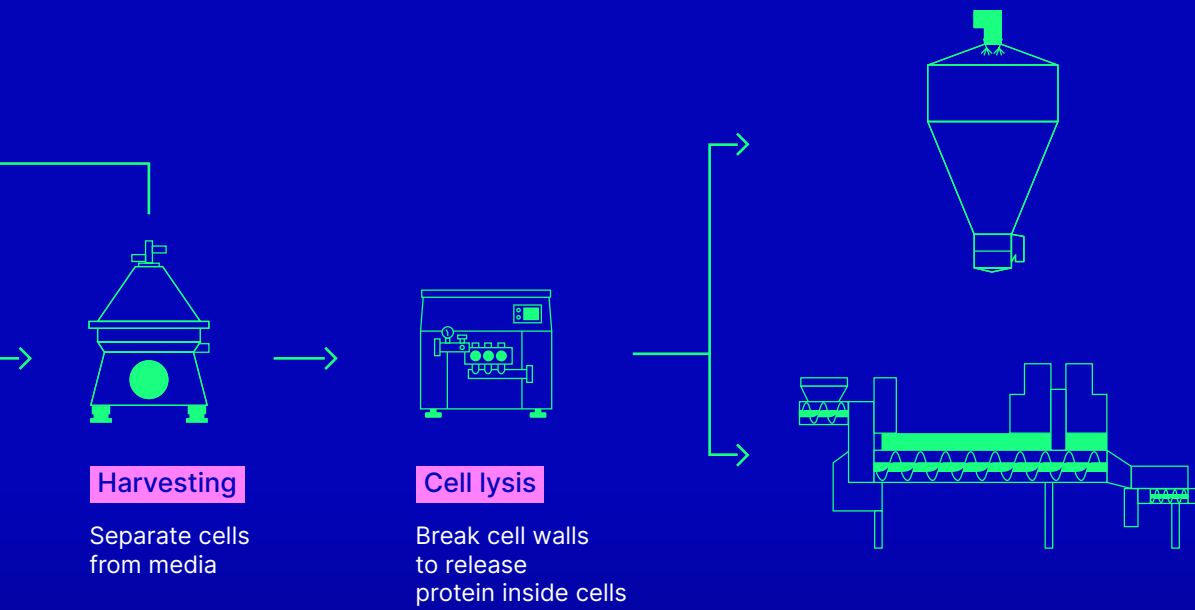 Harvesting
Separate cells
from media
Cell lysis
Break cell walls
to release
protein inside cells